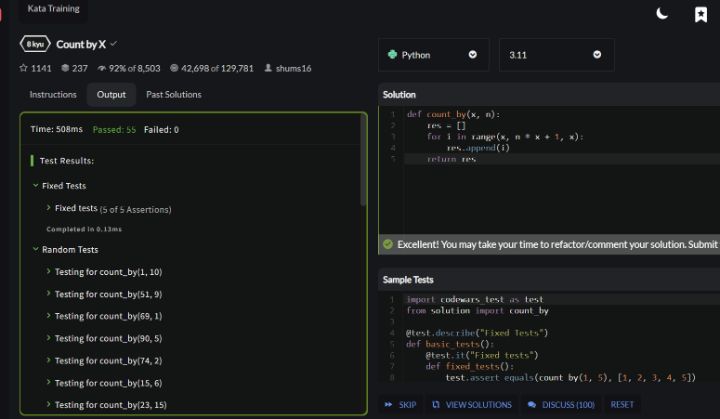 Kata Training
8 kyu Count by X
1141 237 92% of 8,503 42,698 of 129,781 shums16
Instructions Output Past Solutions
Time: 508ms Passed: 55 Failed: 0
Test Results:
Fixed Tests
Fixed tests (5 of 5 Assertions)
Completed in 0.13ms
Random Tests
Testing for count_by(1, 10)
Testing for count_by(51, 9)
Testing for count_by(69, 1)
Testing for count_by(90, 5)
Testing for count_by(74, 2)
Testing for count_by(15, 6)
Testing for count_by(23, 15)
Python 3.11
Solution
1 def count_by(x, n):
2 res = []
3 for i in range(x, n * x + 1, x):
4 res.append(i)
5 return res
Excellent! You may take your time to refactor/comment your solution. Submit
Sample Tests
1 import codewars_test as test
2 from solution import count_by
3
4 @test.describe("Fixed Tests")
5 def basic_tests():
6 @test.it("Fixed tests")
7 def fixed_tests():
8 test.assert_equals(count_by(1, 5), [1, 2, 3, 4, 5])
SKIP VIEW SOLUTIONS DISCUSS (100) RESET